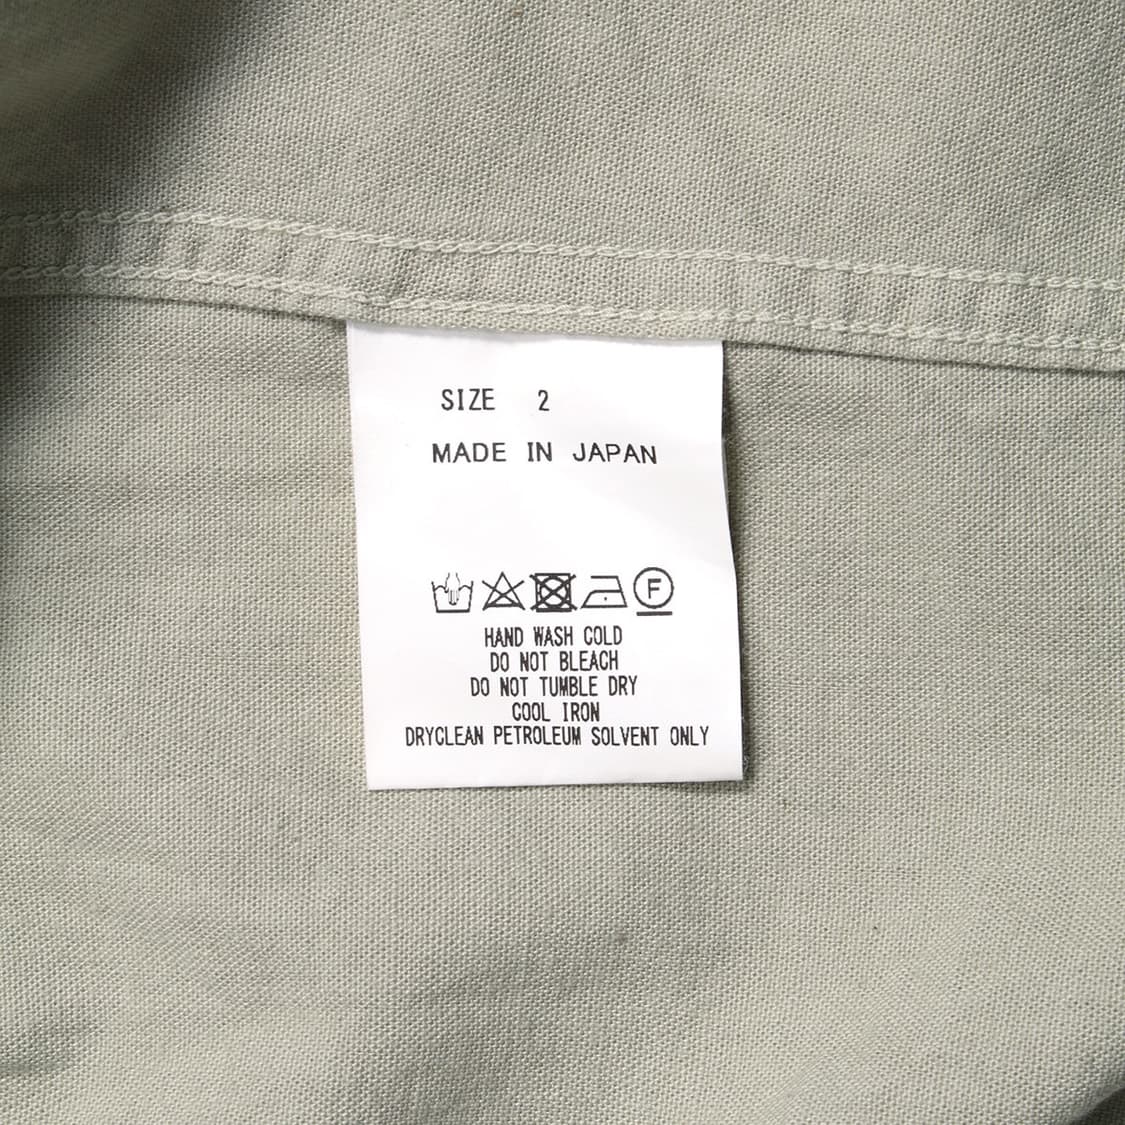 SIZE 2
MADE IN JAPAN
F
HAND WASH COLD
DO NOT BLEACH
DO NOT TUMBLE DRY
COOL IRON
DRYCLEAN PETROLEUM SOLVENT ONLY